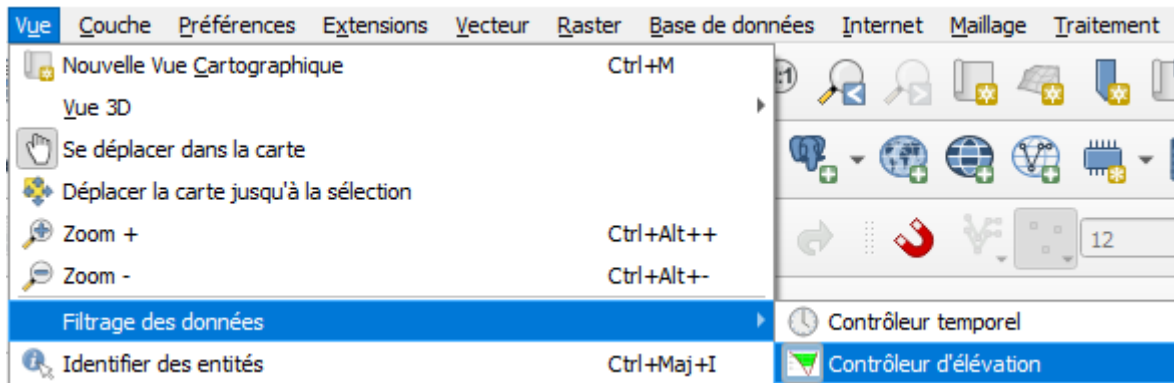 Vue Couche Préférences Extensions Vecteur Raster Base de données Internet Maillage Traitement
Nouvelle Vue Cartographique Ctrl+M
Vue 3D
Se déplacer dans la carte
Déplacer la carte jusqu'à la sélection
Zoom + Ctrl+Alt++
Zoom - Ctrl+Alt+-
12
Filtrage des données
Contrôleur temporel
Identifier des entités Ctrl+Maj+I
Contrôleur d'élévation